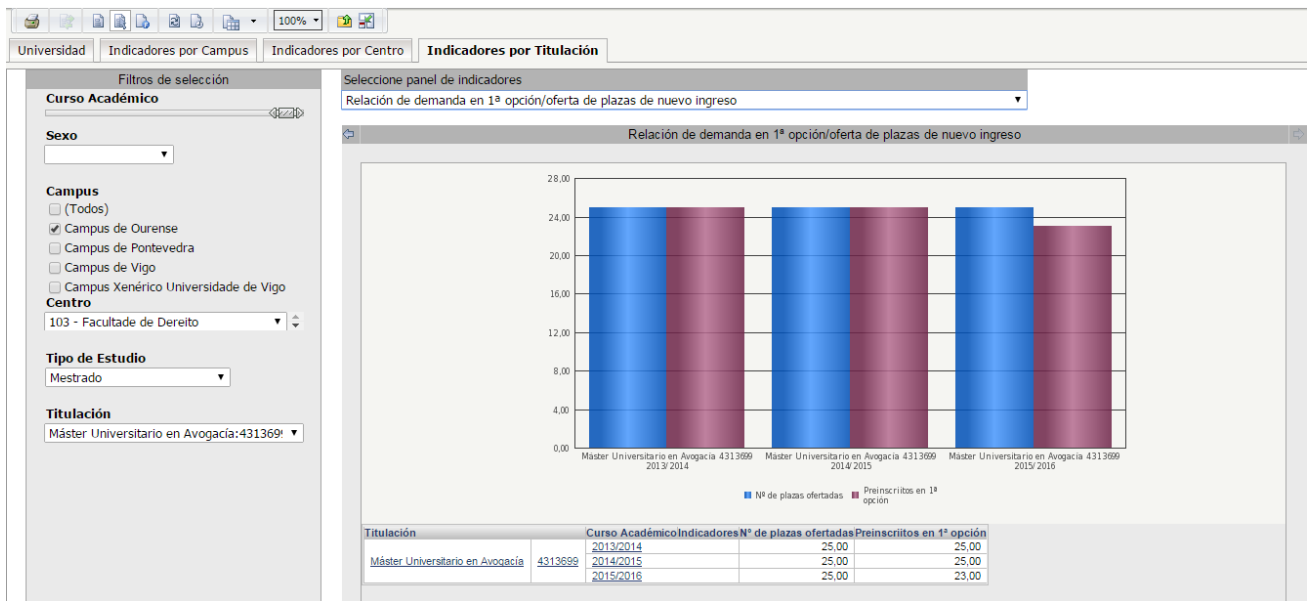 100%
Universidad
Indicadores por Campus
Indicadores por Centro
Indicadores por Titulación
Filtros de selección
Curso Académico
Sexo
Campus
(Todos)
Campus de Ourense
Campus de Pontevedra
Campus de Vigo
Campus Xenérico Universidade de Vigo
Centro
103 - Facultade de Dereito
Tipo de Estudio
Mestrado
Titulación
Máster Universitario en Avogacía:431369
Seleccione panel de indicadores
Relación de demanda en 1ª opción/oferta de plazas de nuevo ingreso
Relación de demanda en 1ª opción/oferta de plazas de nuevo ingreso
28,00
24,00
20,00
16,00
12,00
8,00
4,00
0,00
Máster Universitario en Avogacía 4313699
2013/2014
Máster Universitario en Avogacía 4313699
2014/2015
Máster Universitario en Avogacía 4313699
2015/2016
Nº de plazas ofertadas
Preinscriitos en 1ª
opción
Titulación Curso Académico Indicadores Nº de plazas ofertadas Preinscriitos en 1ª opción
2013/2014 25,00 25,00
Máster Universitario en Avogacía 4313699 2014/2015 25,00 25,00
2015/2016 25,00 23,00